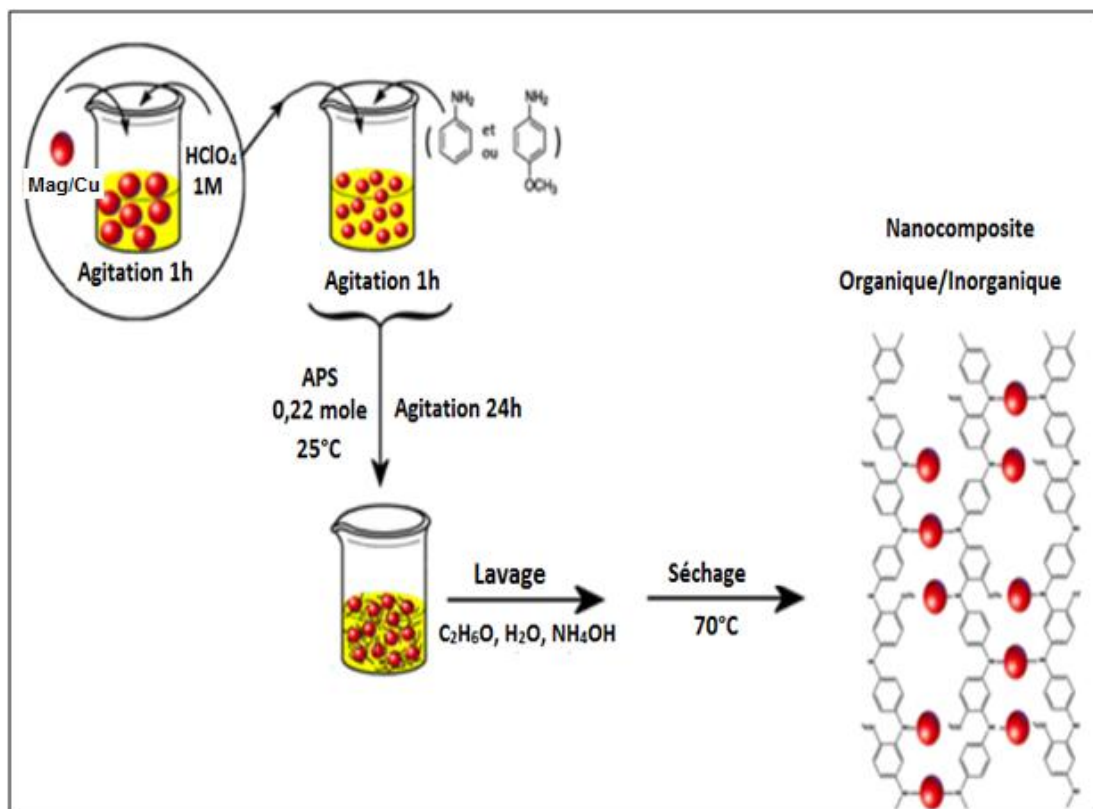 Mag/Cu
HClO₄
1M
Agitation 1h
NH₂
et
ou
NH₂
OCH₃
Agitation 1h
APS
0,22 mole
25°C
Agitation 24h
Lavage
C₂H₆O, H₂O, NH₄OH
Séchage
70°C
Nanocomposite
Organique/Inorganique